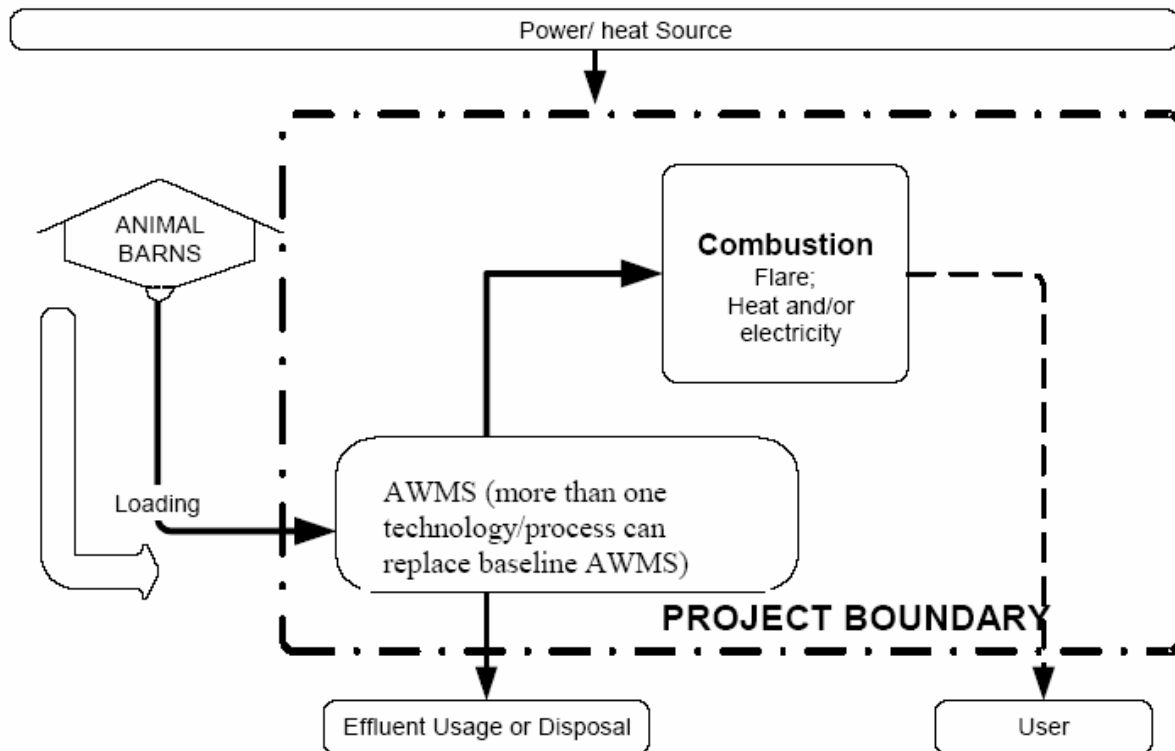 Power/ heat Source
ANIMAL
BARNS
Combustion
Flare;
Heat and/or
electricity
Loading
AWMS (more than one
technology/process can
replace baseline AWMS)
PROJECT BOUNDARY
Effluent Usage or Disposal
User